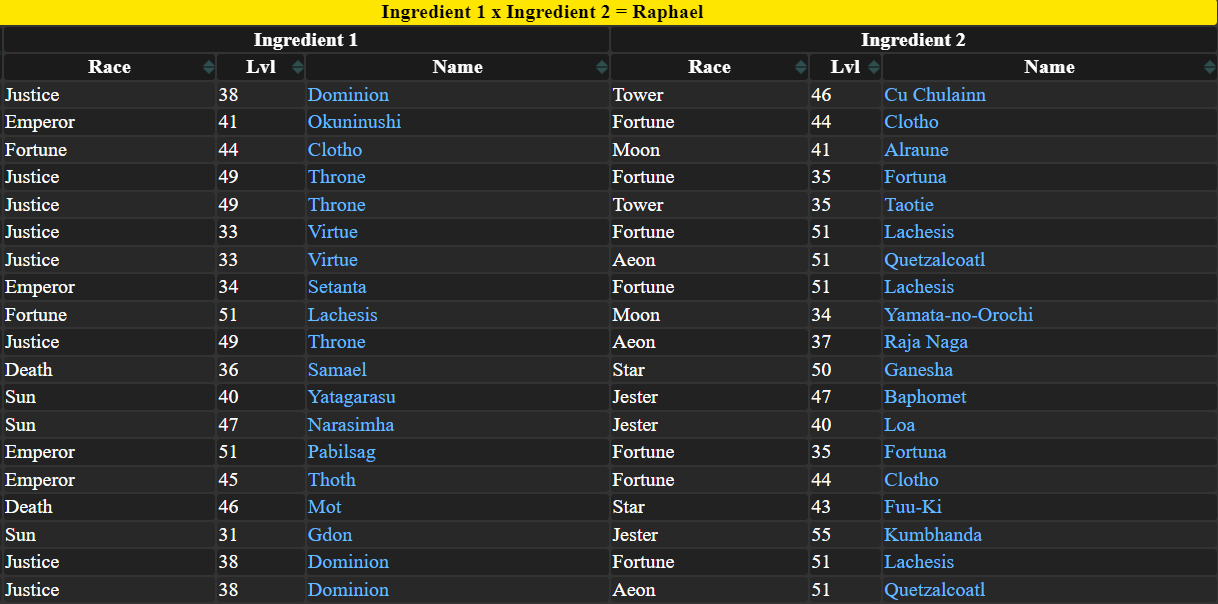 Ingredient 1 x Ingredient 2 = Raphael
Ingredient 1 Ingredient 2
Race Lvl Name Race Lvl Name
Justice 38 Dominion Tower 46 Cu Chulainn
Emperor 41 Okuninushi Fortune 44 Clotho
Fortune 44 Clotho Moon 41 Alraune
Justice 49 Throne Fortune 35 Fortuna
Justice 49 Throne Tower 35 Taotie
Justice 33 Virtue Fortune 51 Lachesis
Justice 33 Virtue Aeon 51 Quetzalcoatl
Emperor 34 Setanta Fortune 51 Lachesis
Fortune 51 Lachesis Moon 34 Yamata-no-Orochi
Justice 49 Throne Aeon 37 Raja Naga
Death 36 Samael Star 50 Ganesha
Sun 40 Yatagarasu Jester 47 Baphomet
Sun 47 Narasimha Jester 40 Loa
Emperor 51 Pabilsag Fortune 35 Fortuna
Emperor 45 Thoth Fortune 44 Clotho
Death 46 Mot Star 43 Fuu-Ki
Sun 31 Gdon Jester 55 Kumbhanda
Justice 38 Dominion Fortune 51 Lachesis
Justice 38 Dominion Aeon 51 Quetzalcoatl